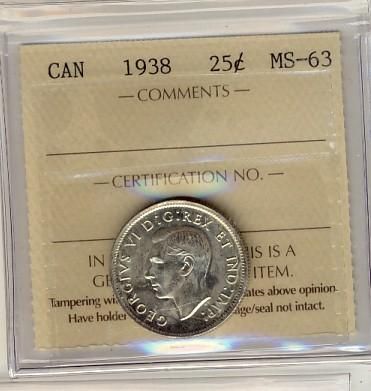 CAN 1938 25¢ MS-63
— COMMENTS —
— CERTIFICATION NO. —
IN IS IS A
GE ITEM.
Tampering wi ates above opinion
Have holder ge/seal not intact.
GEORGIVS VI D:G:REX ET IND:IMP: